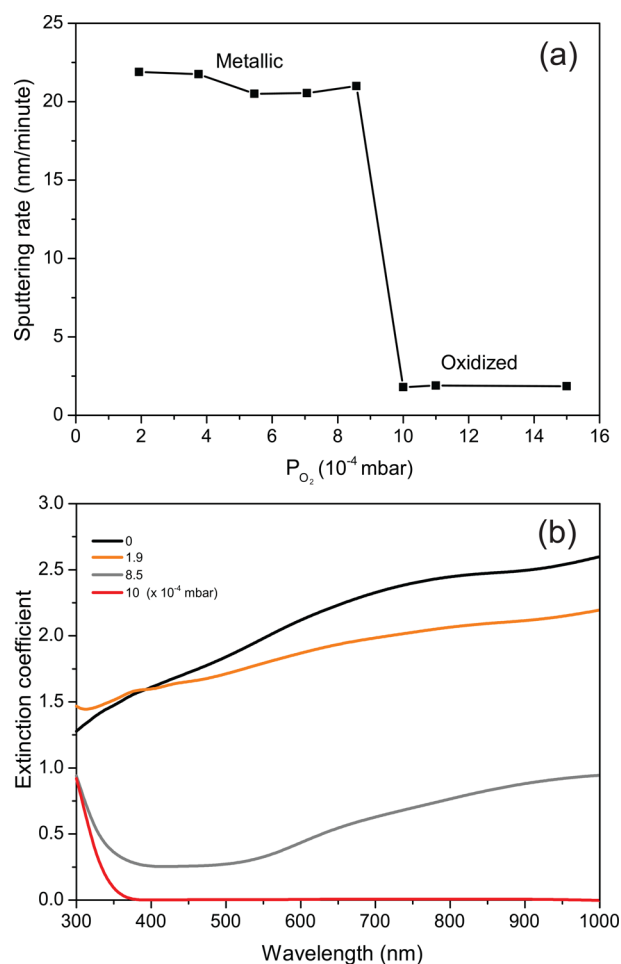 (a)
Metallic
Oxidized
Sputtering rate (nm/minute)
25
20
15
10
5
0
0 2 4 6 8 10 12 14 16
P_O₂ (10⁻⁴ mbar)
(b)
0
1.9
8.5
10 (x 10⁻⁴ mbar)
Extinction coefficient
3.0
2.5
2.0
1.5
1.0
0.5
0.0
300 400 500 600 700 800 900 1000
Wavelength (nm)